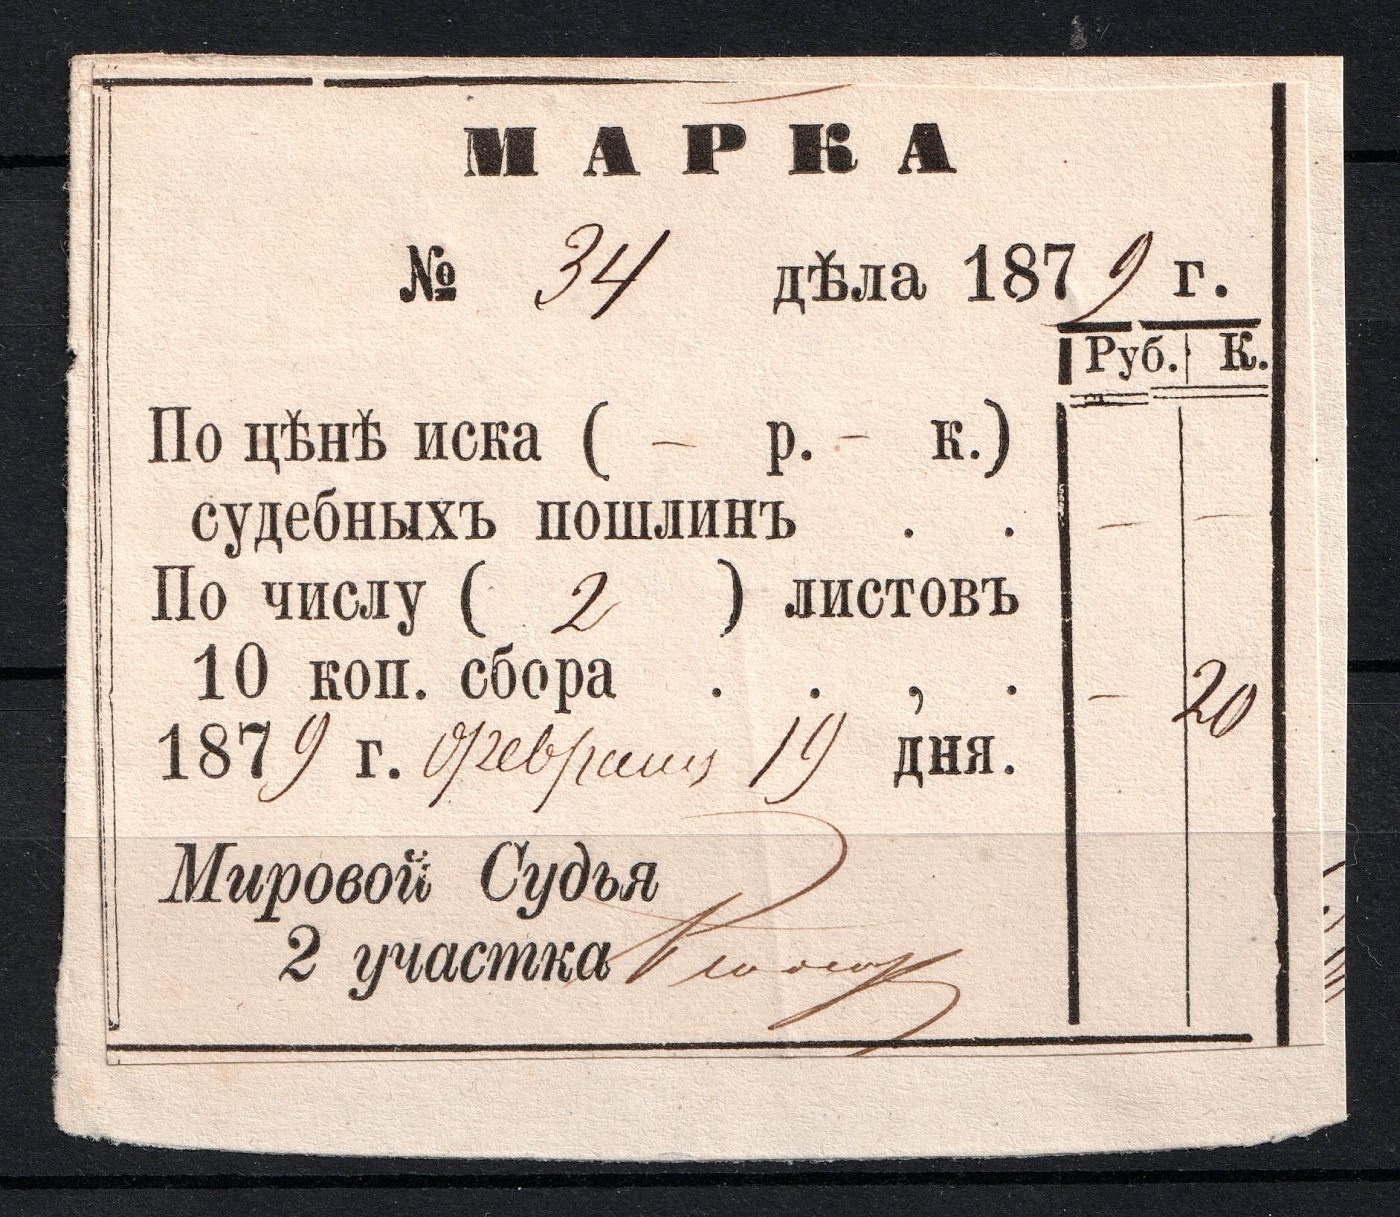 МАРКА
№ 34 дѣла 1879 г.
Руб. К.
По цѣнѣ иска ( — р. — к.)
судебныхъ пошлинъ . . — —
По числу ( 2 ) листовъ
10 коп. сбора . . , . — 20
1879 г. февраля 19 дня.
Мировой Судья
2 участка